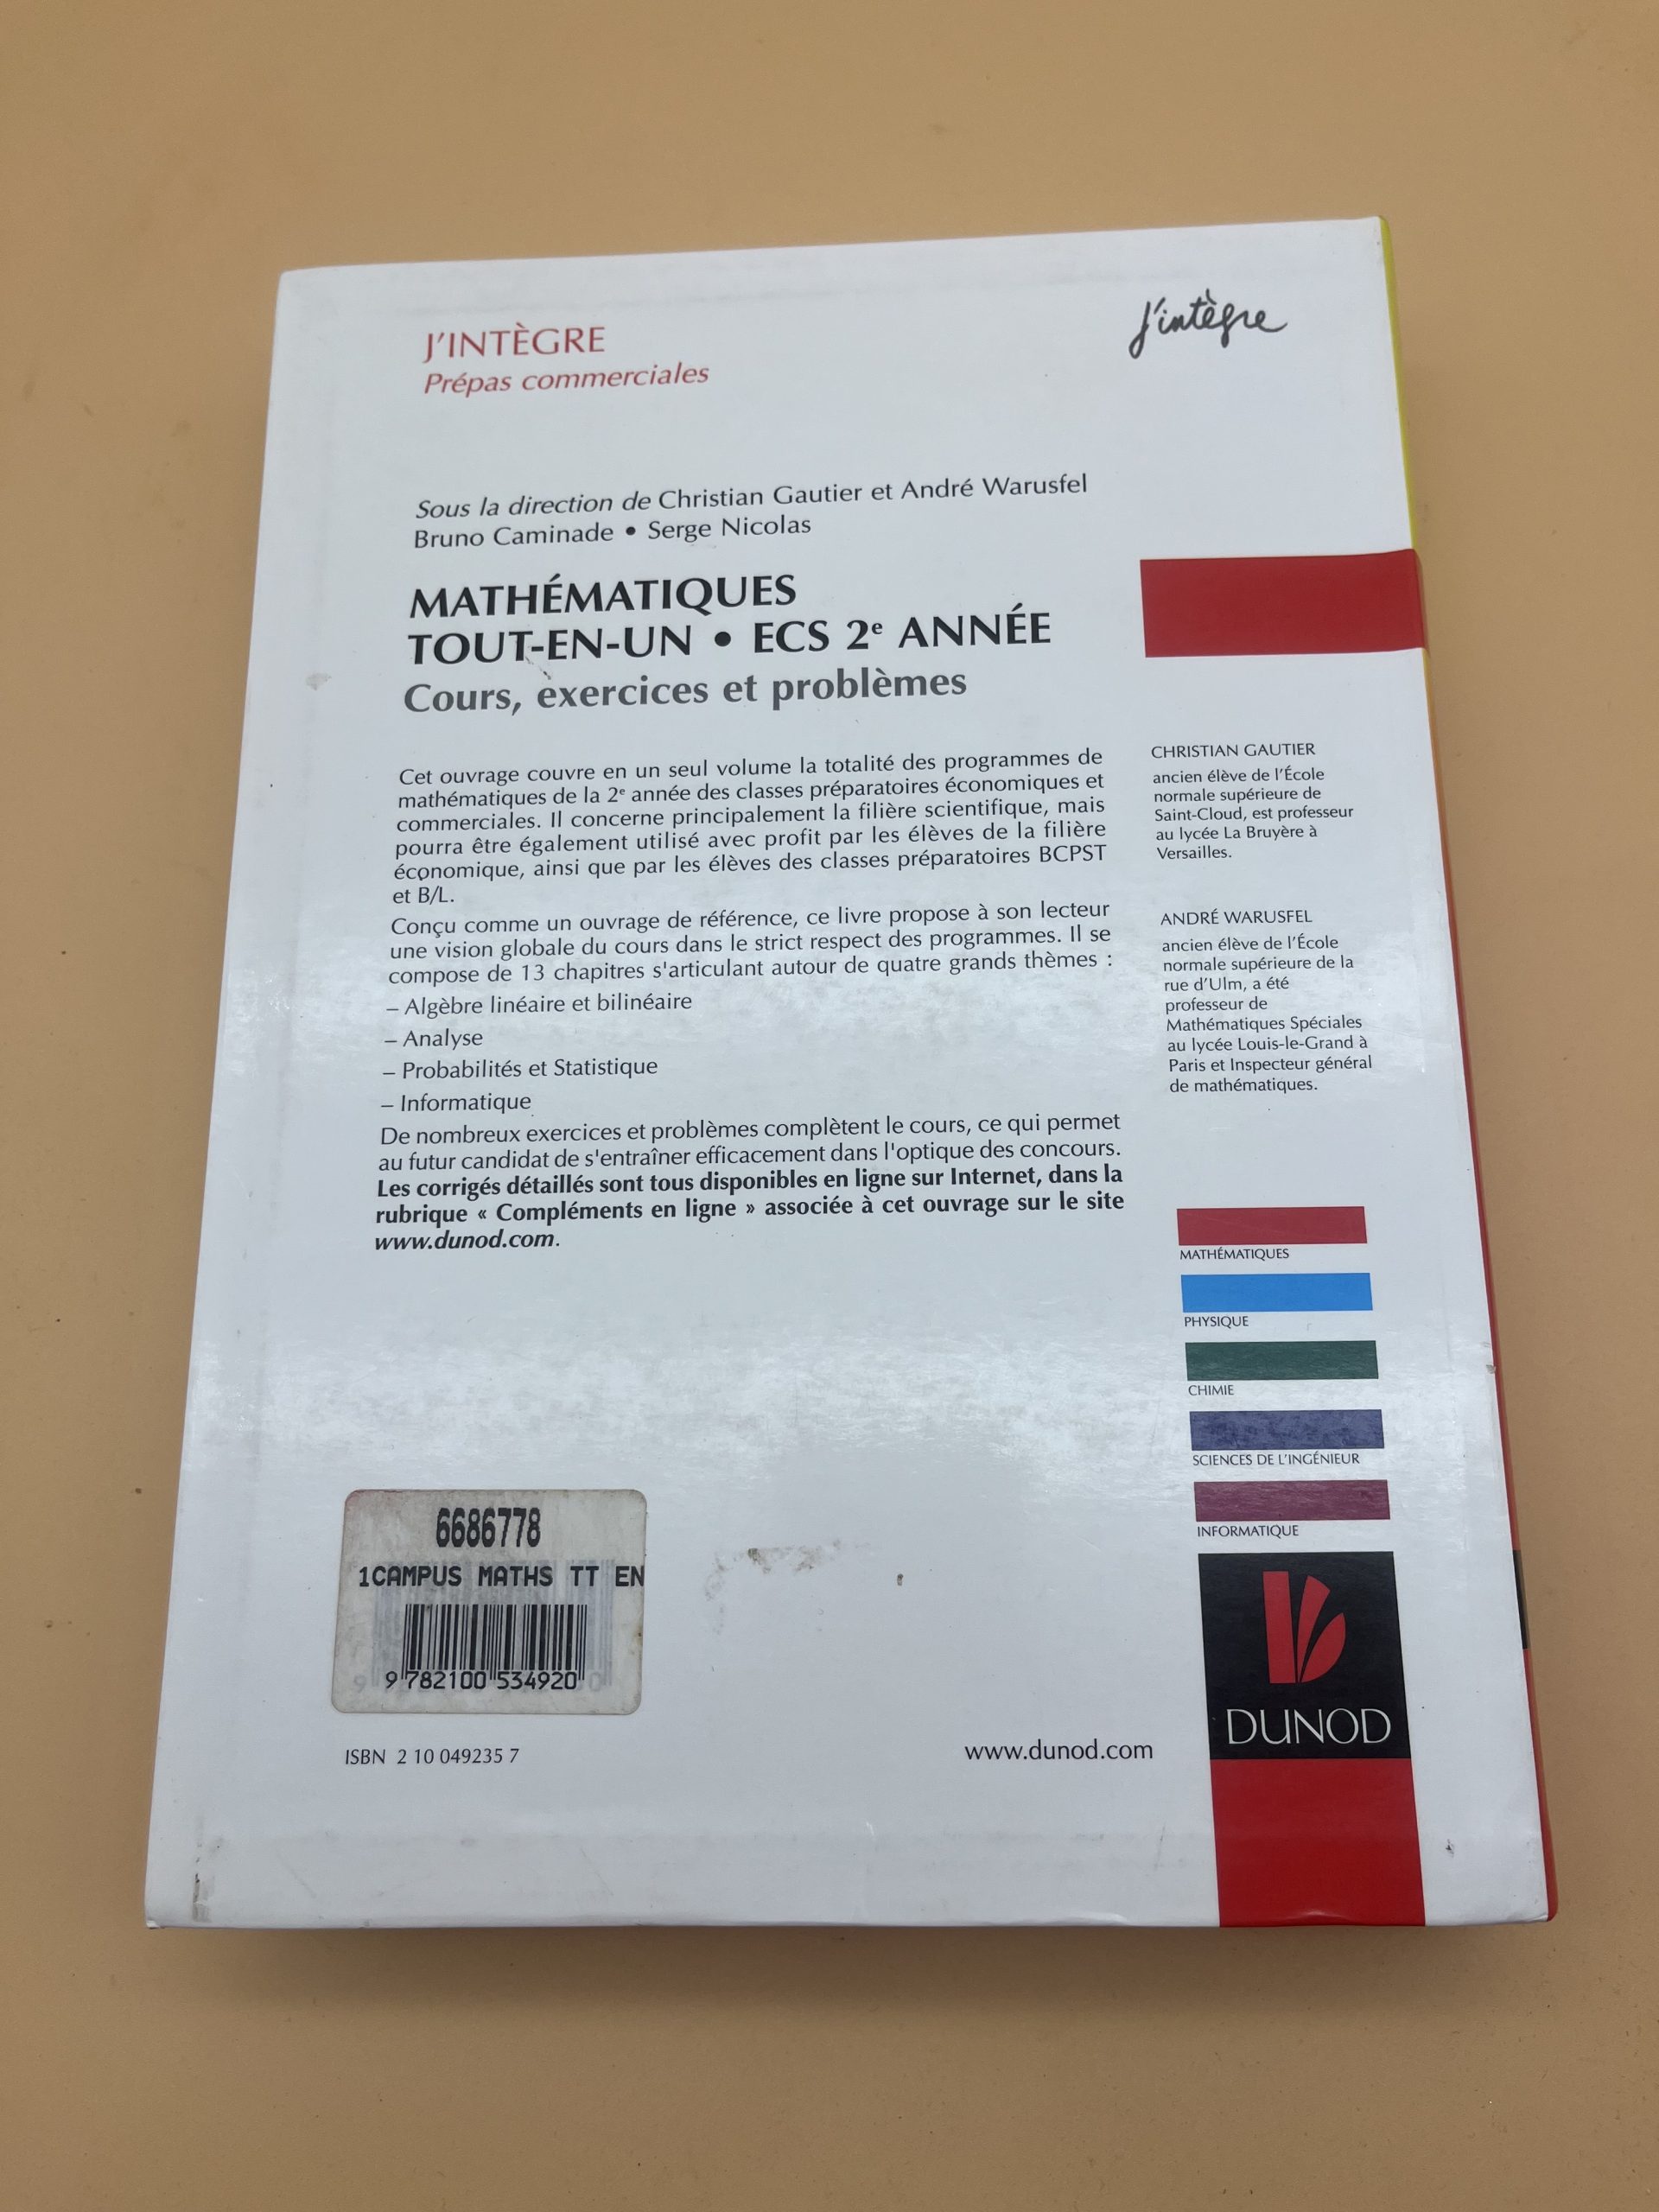 J'INTÈGRE
Prépas commerciales
j'intègre
Sous la direction de Christian Gautier et André Warusfel
Bruno Caminade • Serge Nicolas
MATHÉMATIQUES
TOUT-EN-UN • ECS 2e ANNÉE
Cours, exercices et problèmes
Cet ouvrage couvre en un seul volume la totalité des programmes de
mathématiques de la 2e année des classes préparatoires économiques et
commerciales. Il concerne principalement la filière scientifique, mais
pourra être également utilisé avec profit par les élèves de la filière
économique, ainsi que par les élèves des classes préparatoires BCPST
et B/L.
Conçu comme un ouvrage de référence, ce livre propose à son lecteur
une vision globale du cours dans le strict respect des programmes. Il se
compose de 13 chapitres s'articulant autour de quatre grands thèmes :
– Algèbre linéaire et bilinéaire
– Analyse
– Probabilités et Statistique
– Informatique
De nombreux exercices et problèmes complètent le cours, ce qui permet
au futur candidat de s'entraîner efficacement dans l'optique des concours.
Les corrigés détaillés sont tous disponibles en ligne sur Internet, dans la
rubrique « Compléments en ligne » associée à cet ouvrage sur le site
www.dunod.com.
CHRISTIAN GAUTIER
ancien élève de l'École
normale supérieure de
Saint-Cloud, est professeur
au lycée La Bruyère à
Versailles.
ANDRÉ WARUSFEL
ancien élève de l'École
normale supérieure de la
rue d'Ulm, a été
professeur de
Mathématiques Spéciales
au lycée Louis-le-Grand à
Paris et Inspecteur général
de mathématiques.
MATHÉMATIQUES
PHYSIQUE
CHIMIE
SCIENCES DE L'INGÉNIEUR
INFORMATIQUE
DUNOD
6686778
1CAMPUS MATHS TT EN
9 782100 534920
ISBN 2 10 049235 7
www.dunod.com